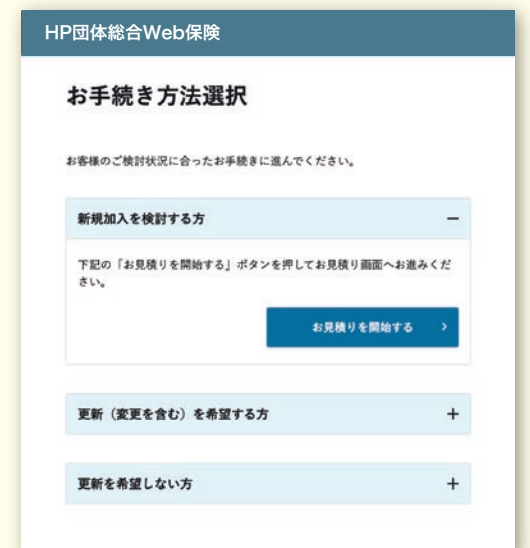 HP団体総合Web保険
お手続き方法選択
お客様のご検討状況に合ったお手続きに進んでください。
新規加入を検討する方
下記の「お見積りを開始する」ボタンを押してお見積り画面へお進みくだ
さい。
お見積りを開始する
更新（変更を含む）を希望する方
更新を希望しない方